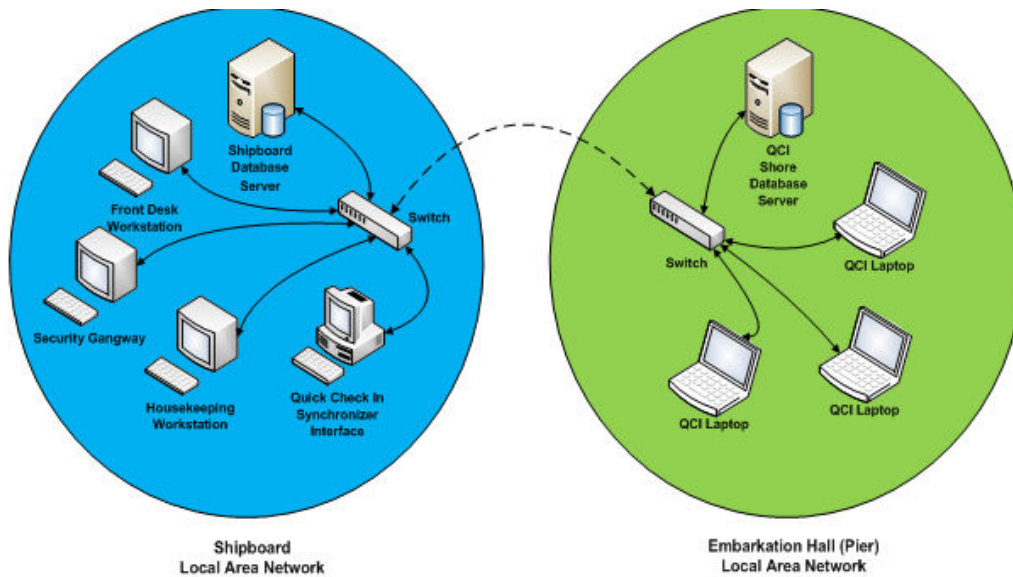 Shipboard
Database
Server
Front Desk
Workstation
Switch
Security Gangway
Housekeeping
Workstation
Quick Check In
Synchronizer
Interface
Shipboard
Local Area Network
QCI
Shore
Database
Server
Switch
QCI Laptop
QCI Laptop
QCI Laptop
Embarkation Hall (Pier)
Local Area Network